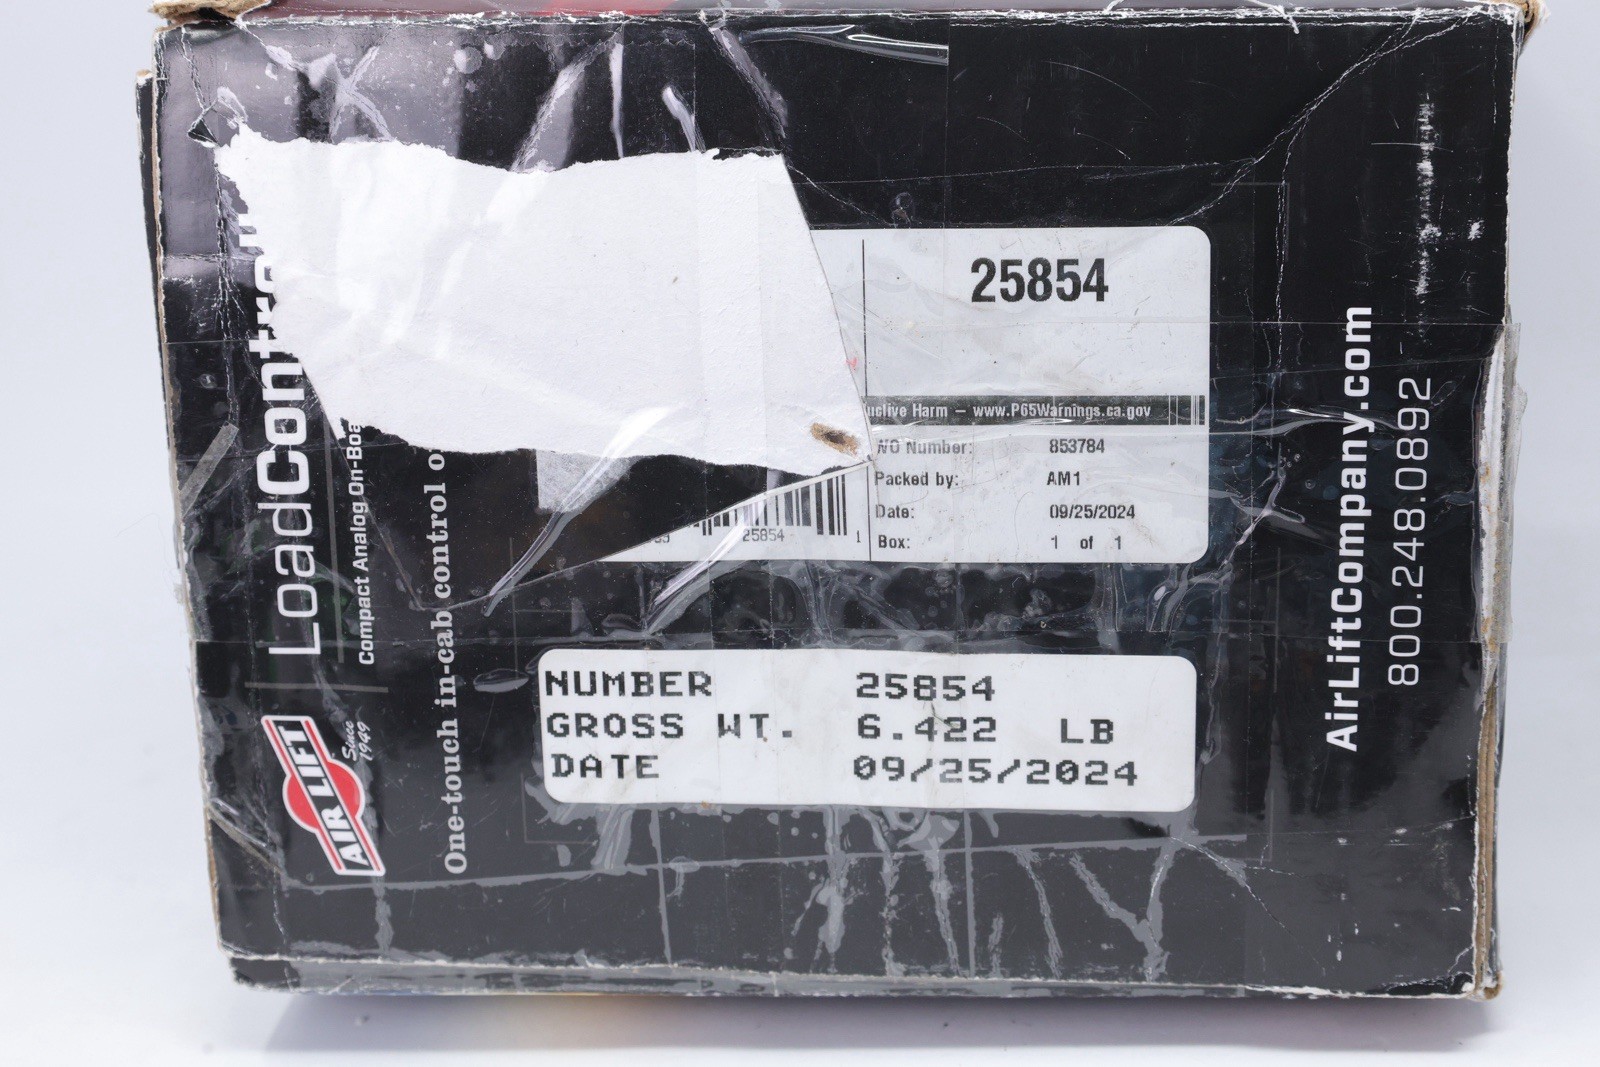 25854
uctive Harm – www.P65Warnings.ca.gov
WO Number: 853784
Packed by: AM1
Date: 09/25/2024
Box: 1 of 1
25854 1
NUMBER 25854
GROSS WT. 6.422 LB
DATE 09/25/2024
LoadContro
Compact Analog On-Boa
One-touch in-cab control o
AIR LIFT
Since
1949
AirLiftCompany.com
800.248.0892